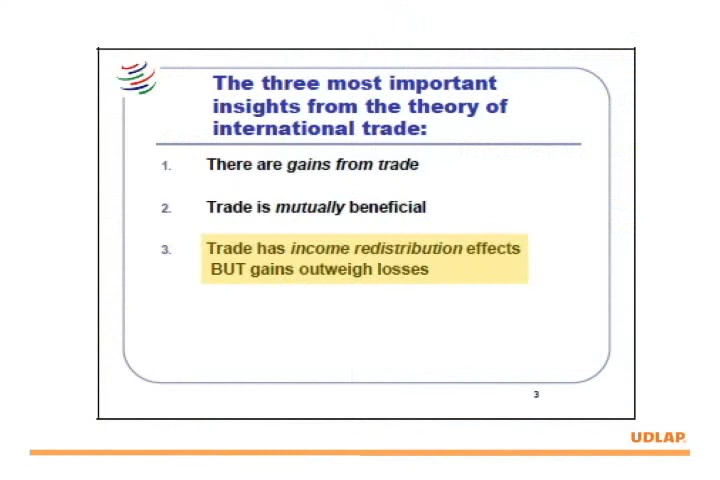 The three most important
insights from the theory of
international trade:
1. There are gains from trade
2. Trade is mutually beneficial
3. Trade has income redistribution effects
BUT gains outweigh losses
3
UDLAP